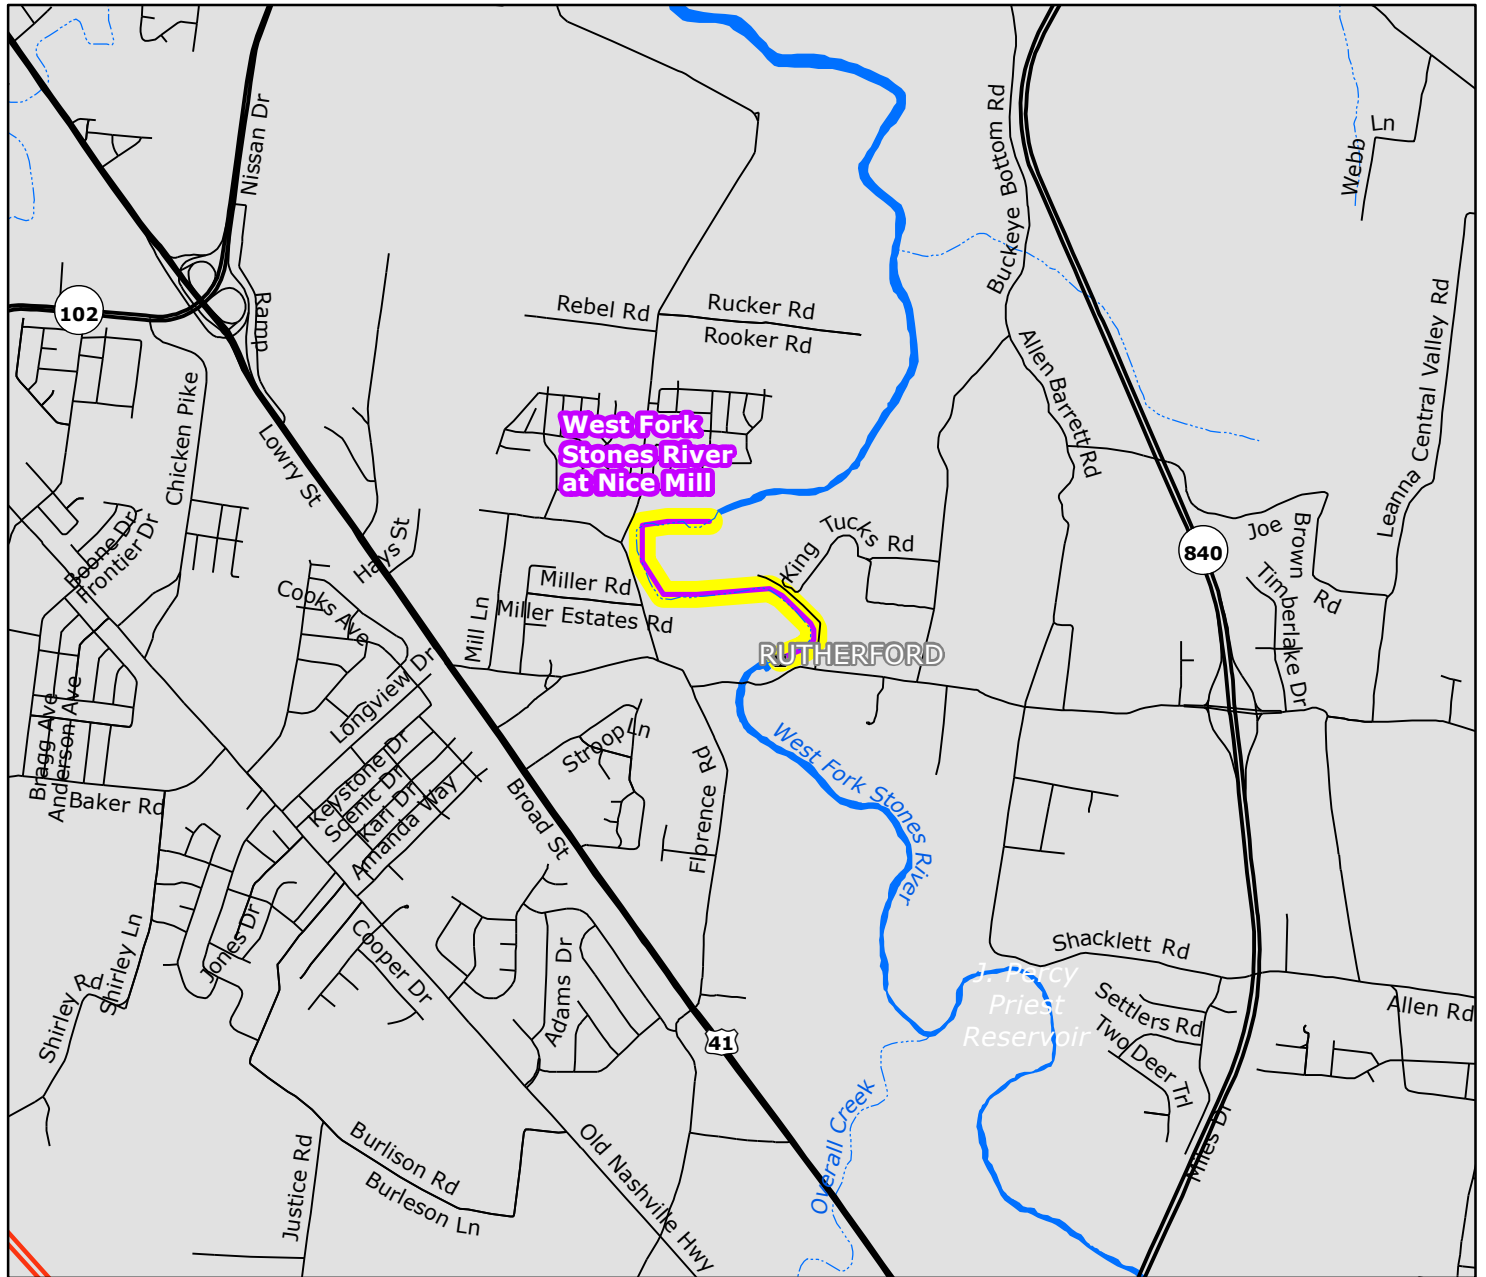 Nissan Dr
Buckeye Bottom Rd
Webb Ln
102
Ramp
Rebel Rd
Rucker Rd
Rooker Rd
Chicken Pike
Lowry St
Allen Barrett Rd
Leanna Central Valley Rd
West Fork
Stones River
at Nice Mill
Boone Dr
Frontier Dr
Hays St
King Tucks Rd
840
Joe Brown Rd
Timberlake Dr
Cooks Ave
Mill Ln
Miller Rd
Miller Estates Rd
RUTHERFORD
Longview Dr
Bragg Ave
Anderson Ave
Baker Rd
Keystone Dr
Scenic Dr
Karl Dr
Amanda Way
Stroop Ln
Broad St
Florence Rd
West Fork Stones River
Shirley Ln
Shirley Rd
Jones Dr
Cooper Dr
Adams Dr
41
Shacklett Rd
J. Percy
Priest
Reservoir
Settlers Rd
Two Deer Trl
Miles Dr
Allen Rd
Overall Creek
Justice Rd
Burlison Rd
Burleson Ln
Old Nashville Hwy